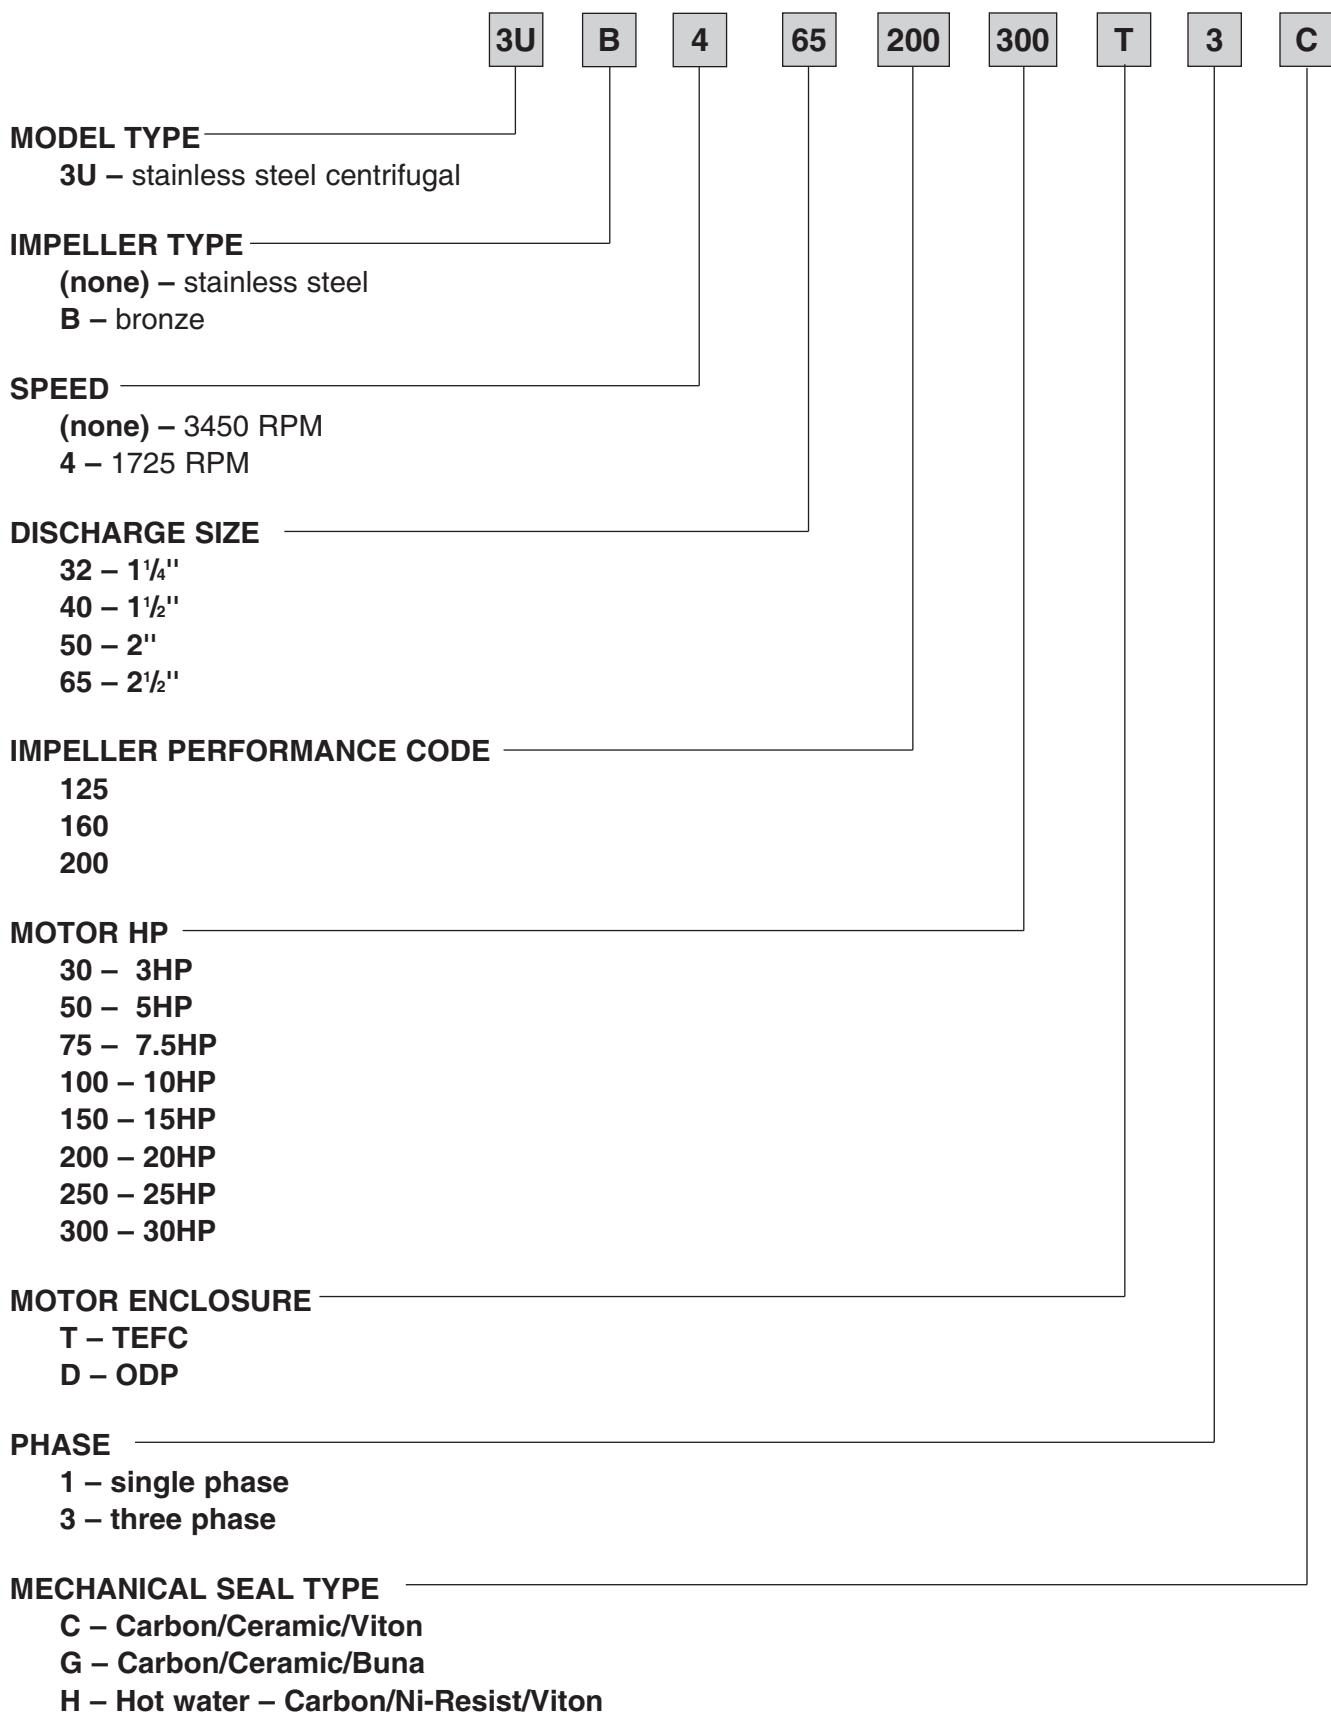 3U B 4 65 200 300 T 3 C
MODEL TYPE
3U – stainless steel centrifugal
IMPELLER TYPE
(none) – stainless steel
B – bronze
SPEED
(none) – 3450 RPM
4 – 1725 RPM
DISCHARGE SIZE
32 – 1¼''
40 – 1½''
50 – 2''
65 – 2½''
IMPELLER PERFORMANCE CODE
125
160
200
MOTOR HP
30 – 3HP
50 – 5HP
75 – 7.5HP
100 – 10HP
150 – 15HP
200 – 20HP
250 – 25HP
300 – 30HP
MOTOR ENCLOSURE
T – TEFC
D – ODP
PHASE
1 – single phase
3 – three phase
MECHANICAL SEAL TYPE
C – Carbon/Ceramic/Viton
G – Carbon/Ceramic/Buna
H – Hot water – Carbon/Ni-Resist/Viton